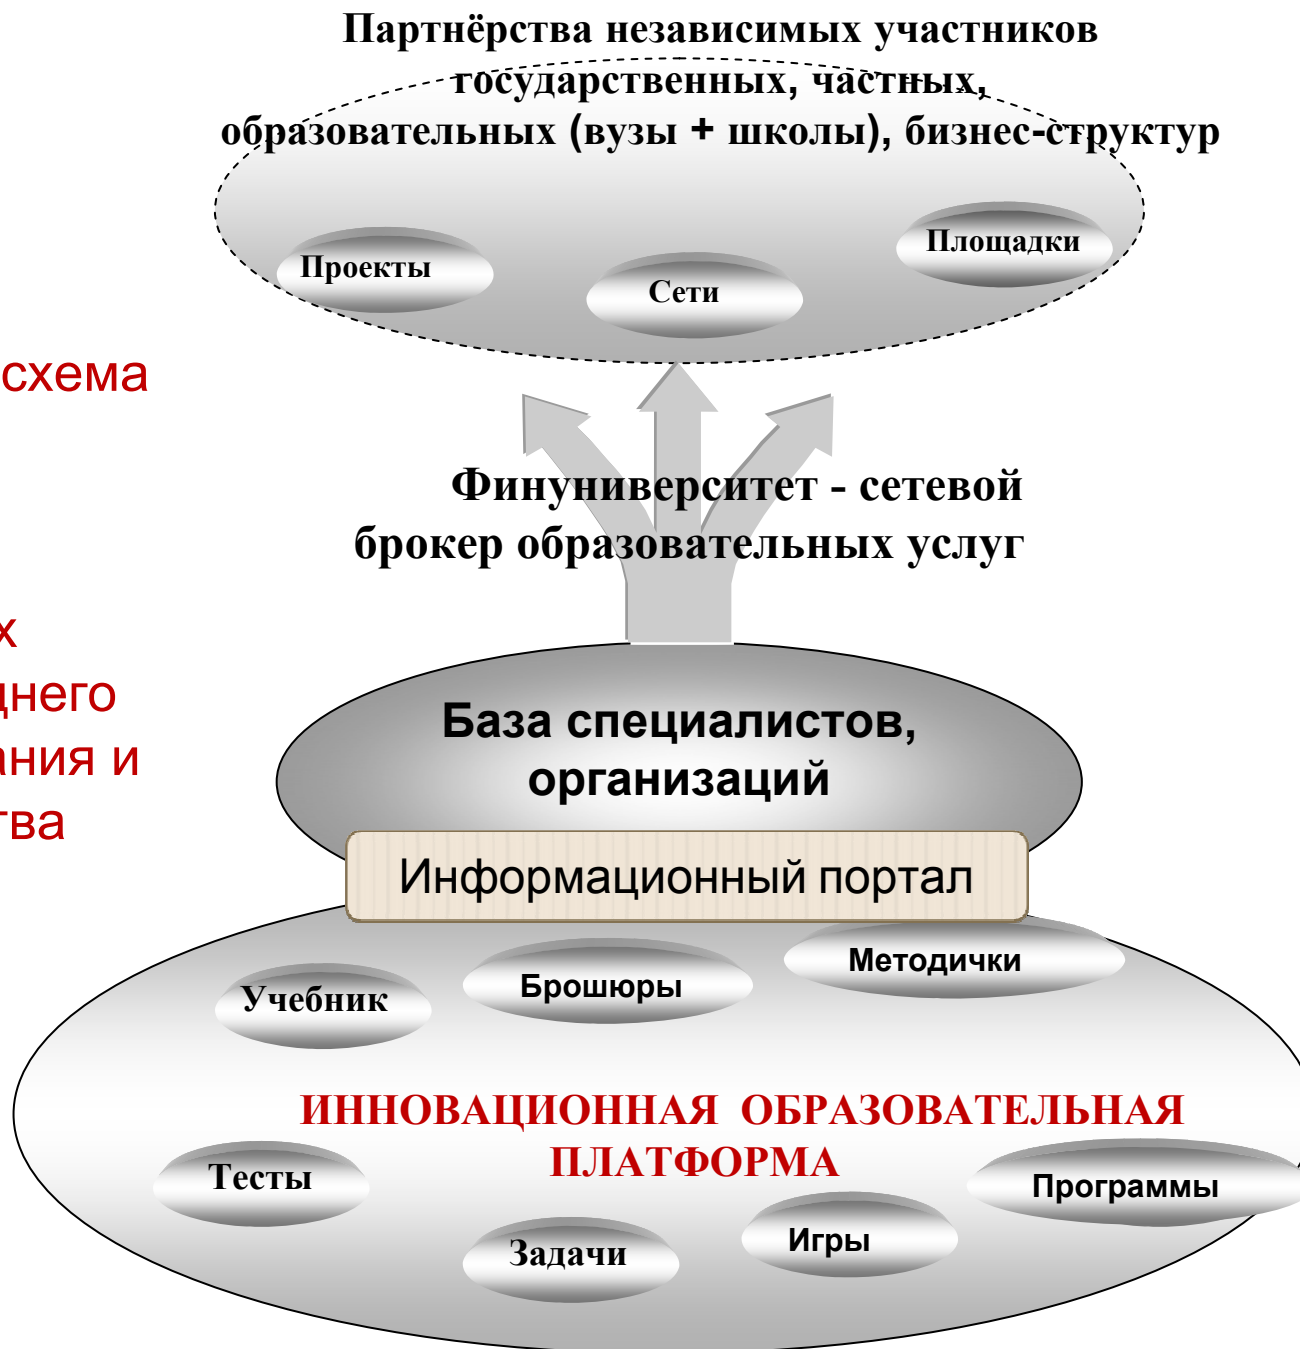 Партнёрства независимых участников
государственных, частных,
образовательных (вузы + школы), бизнес-структур
Проекты
Сети
Площадки
схема
Финуниверситет - сетевой
брокер образовательных услуг
База специалистов,
организаций
Информационный портал
Учебник
Брошюры
Методички
ИННОВАЦИОННАЯ ОБРАЗОВАТЕЛЬНАЯ
ПЛАТФОРМА
Тесты
Задачи
Игры
Программы
х
днего
ания и
тва